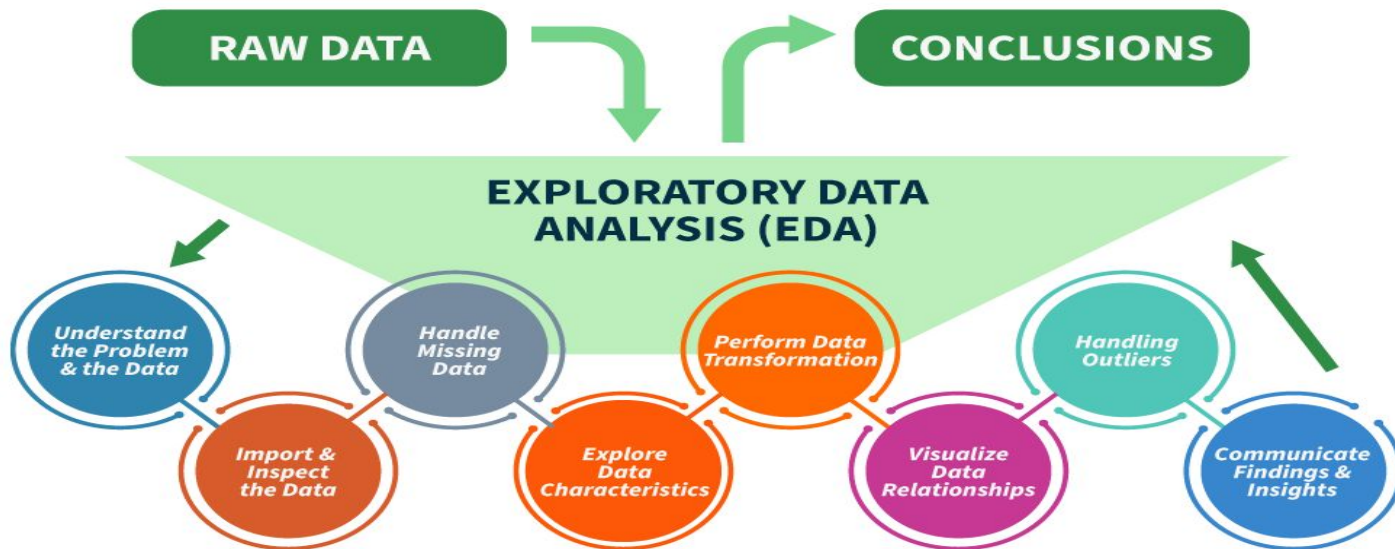 RAW DATA
CONCLUSIONS
EXPLORATORY DATA
ANALYSIS (EDA)
Understand
the Problem
& the Data
Import &
Inspect
the Data
Handle
Missing
Data
Explore
Data
Characteristics
Perform Data
Transformation
Visualize
Data
Relationships
Handling
Outliers
Communicate
Findings &
Insights